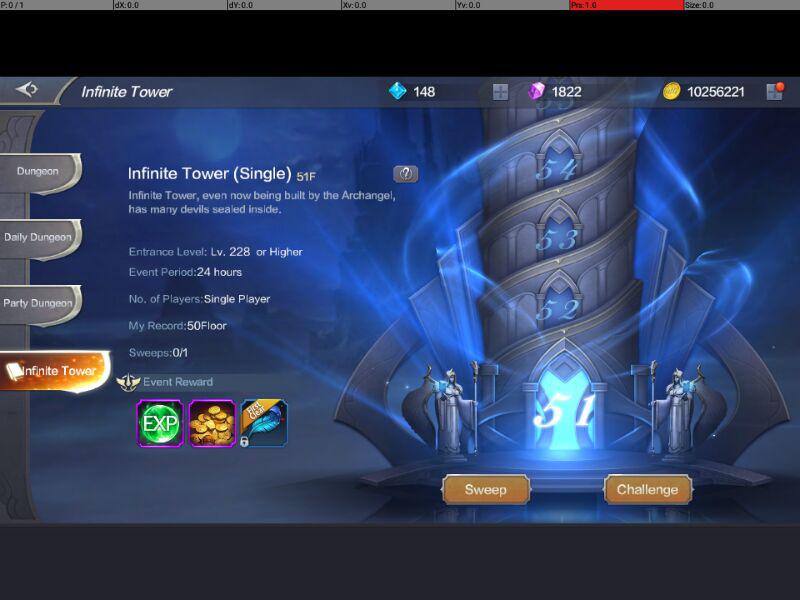 P: 0 / 1 dX: 0.0 dY: 0.0 Xv: 0.0 Yv: 0.0 Prs: 1.0 Size: 0.0
Infinite Tower 148 1822 10256221
55
54
53
52
51
Dungeon
Daily Dungeon
Party Dungeon
Infinite Tower
Infinite Tower (Single) 51F
Infinite Tower, even now being built by the Archangel,
has many devils sealed inside.
Entrance Level: Lv. 228 or Higher
Event Period:24 hours
No. of Players:Single Player
My Record:50Floor
Sweeps:0/1
Event Reward
EXP
First
Clear
Sweep Challenge